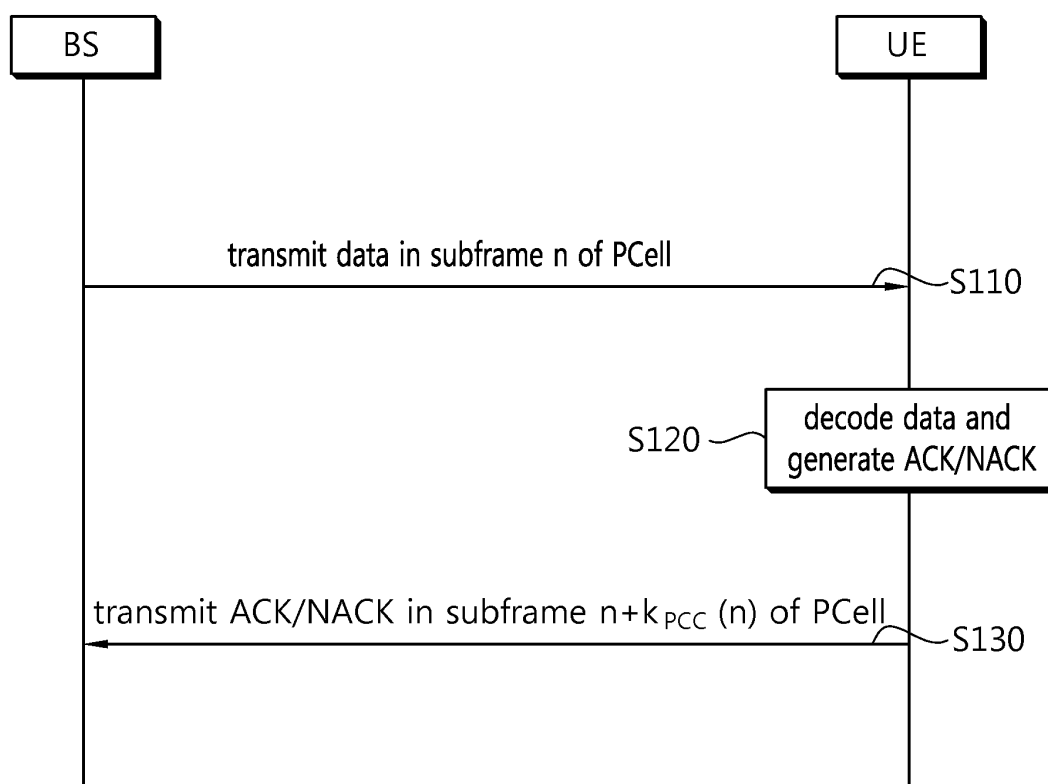 BS
UE
transmit data in subframe n of PCell
S110
decode data and
S120
generate ACK/NACK
transmit ACK/NACK in subframe n+kPCC (n) of PCell
S130